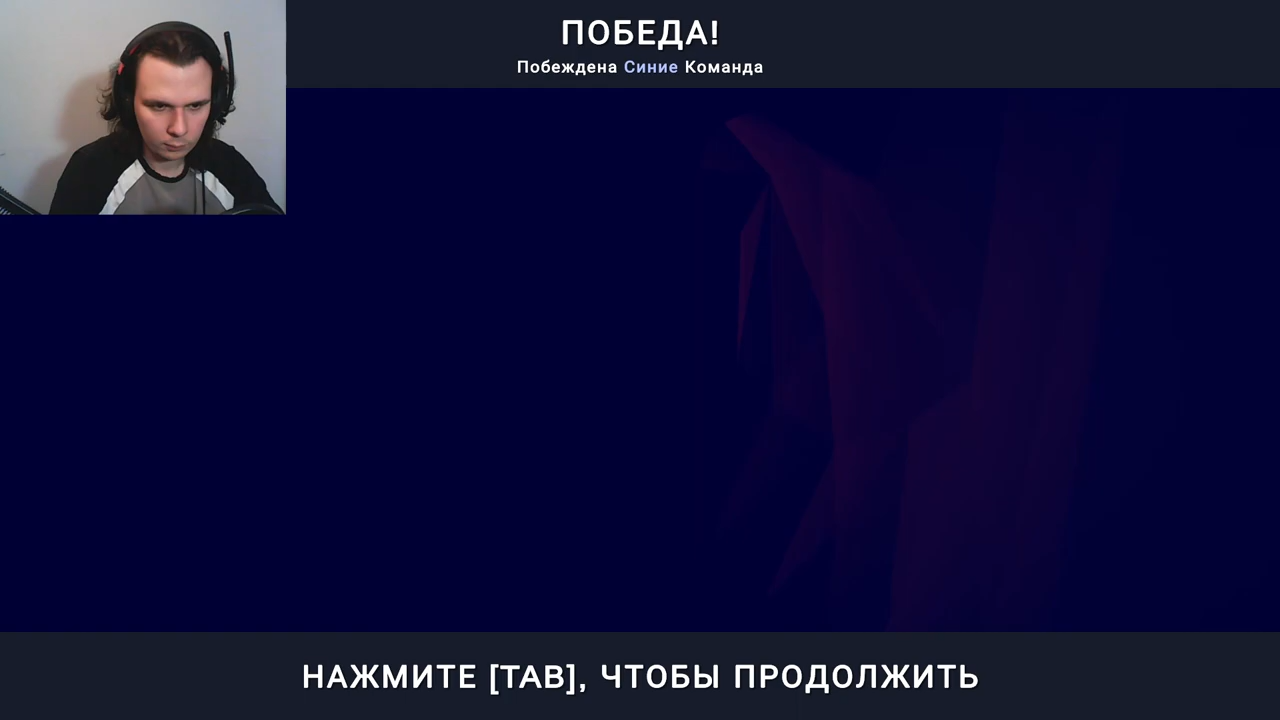 ПОБЕДА!
Побеждена Синие Команда
НАЖМИТЕ [TAB], ЧТОБЫ ПРОДОЛЖИТЬ